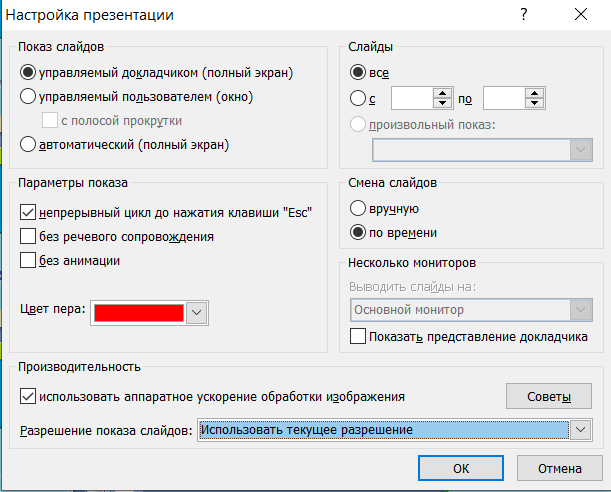 Настройка презентации
Показ слайдов
управляемый докладчиком (полный экран)
управляемый пользователем (окно)
с полосой прокрутки
автоматический (полный экран)
Слайды
все
с по
произвольный показ:
Параметры показа
непрерывный цикл до нажатия клавиши "Esc"
без речевого сопровождения
без анимации
Цвет пера:
Смена слайдов
вручную
по времени
Несколько мониторов
Выводить слайды на:
Основной монитор
Показать представление докладчика
Производительность
использовать аппаратное ускорение обработки изображения
Советы
Разрешение показа слайдов: Использовать текущее разрешение
ОК Отмена